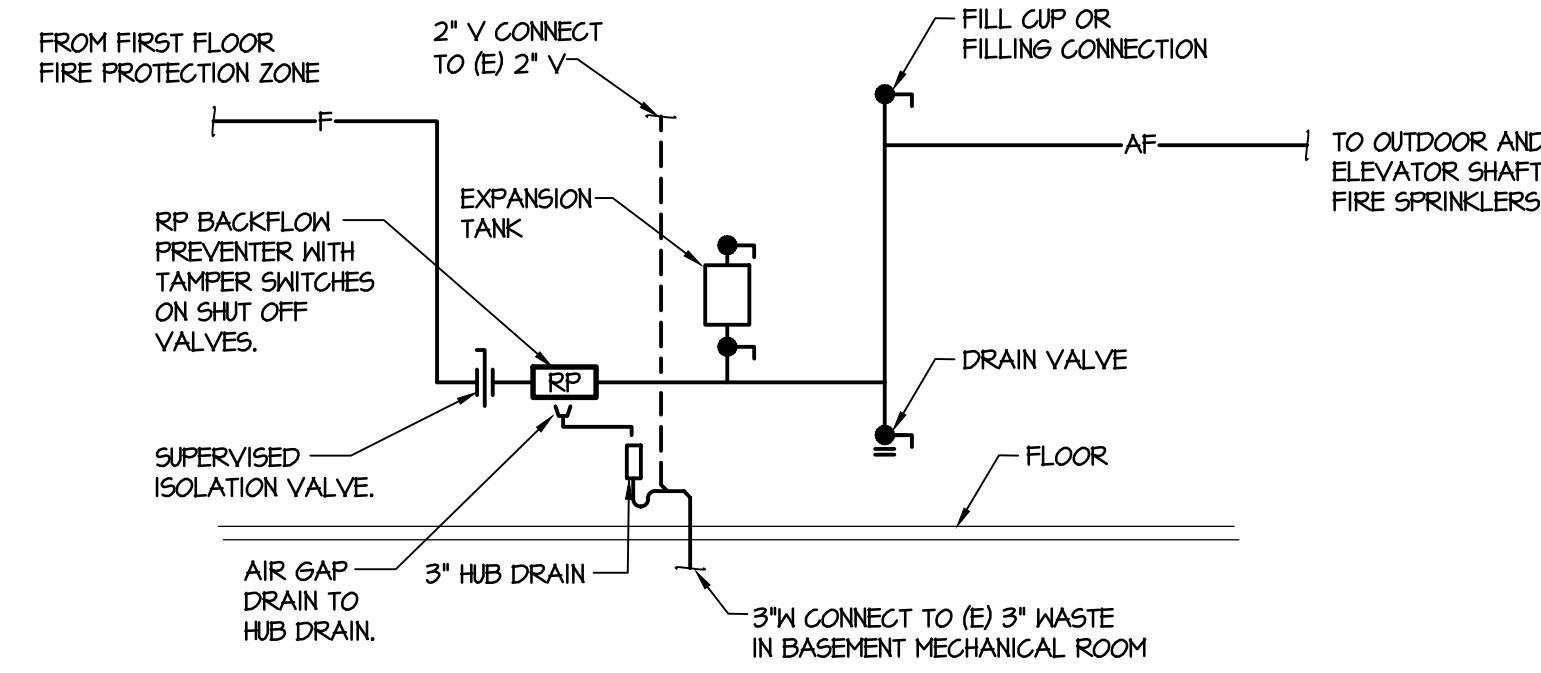 FROM FIRST FLOOR
FIRE PROTECTION ZONE
2" V CONNECT
TO (E) 2" V
FILL CUP OR
FILLING CONNECTION
F
AF
TO OUTDOOR AND
ELEVATOR SHAFT
FIRE SPRINKLERS
EXPANSION
TANK
RP BACKFLOW
PREVENTER WITH
TAMPER SWITCHES
ON SHUT OFF
VALVES.
RP
DRAIN VALVE
SUPERVISED
ISOLATION VALVE.
FLOOR
AIR GAP
DRAIN TO
HUB DRAIN.
3" HUB DRAIN
3"W CONNECT TO (E) 3" WASTE
IN BASEMENT MECHANICAL ROOM